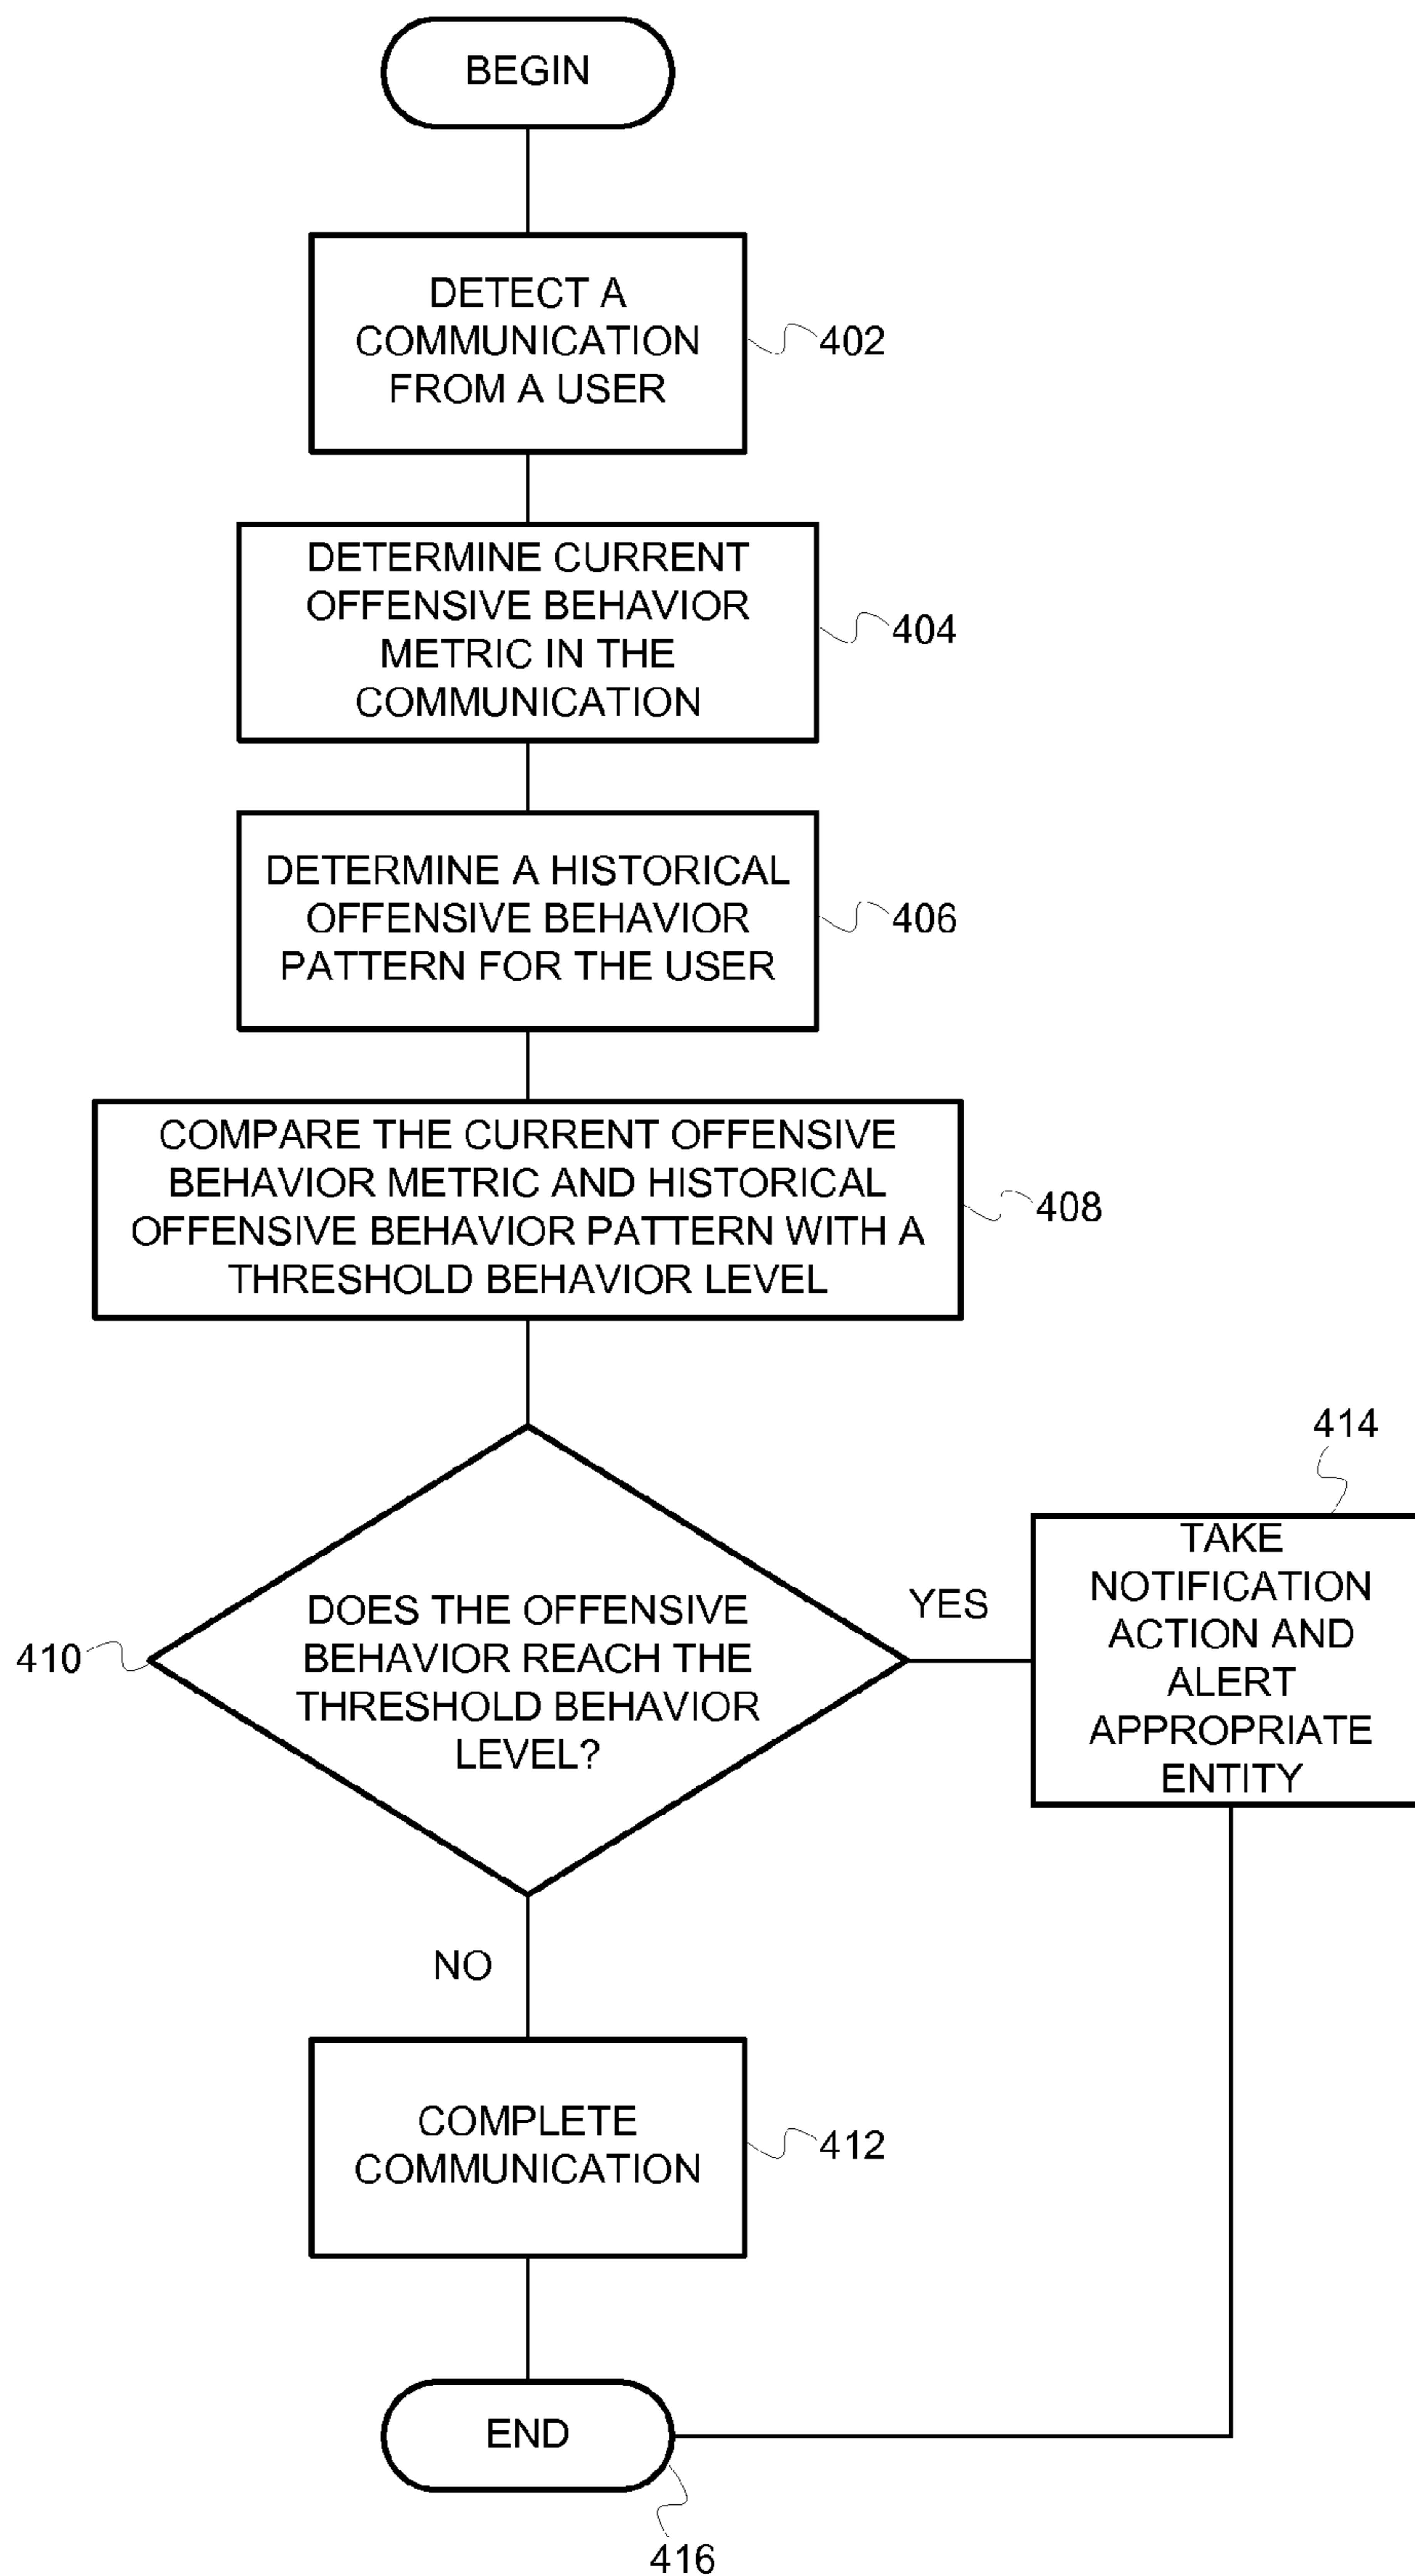 BEGIN
DETECT A
COMMUNICATION
FROM A USER
402
DETERMINE CURRENT
OFFENSIVE BEHAVIOR
METRIC IN THE
COMMUNICATION
404
DETERMINE A HISTORICAL
OFFENSIVE BEHAVIOR
PATTERN FOR THE USER
406
COMPARE THE CURRENT OFFENSIVE
BEHAVIOR METRIC AND HISTORICAL
OFFENSIVE BEHAVIOR PATTERN WITH A
THRESHOLD BEHAVIOR LEVEL
408
410
DOES THE OFFENSIVE
BEHAVIOR REACH THE
THRESHOLD BEHAVIOR
LEVEL?
YES
414
TAKE
NOTIFICATION
ACTION AND
ALERT
APPROPRIATE
ENTITY
NO
COMPLETE
COMMUNICATION
412
END
416